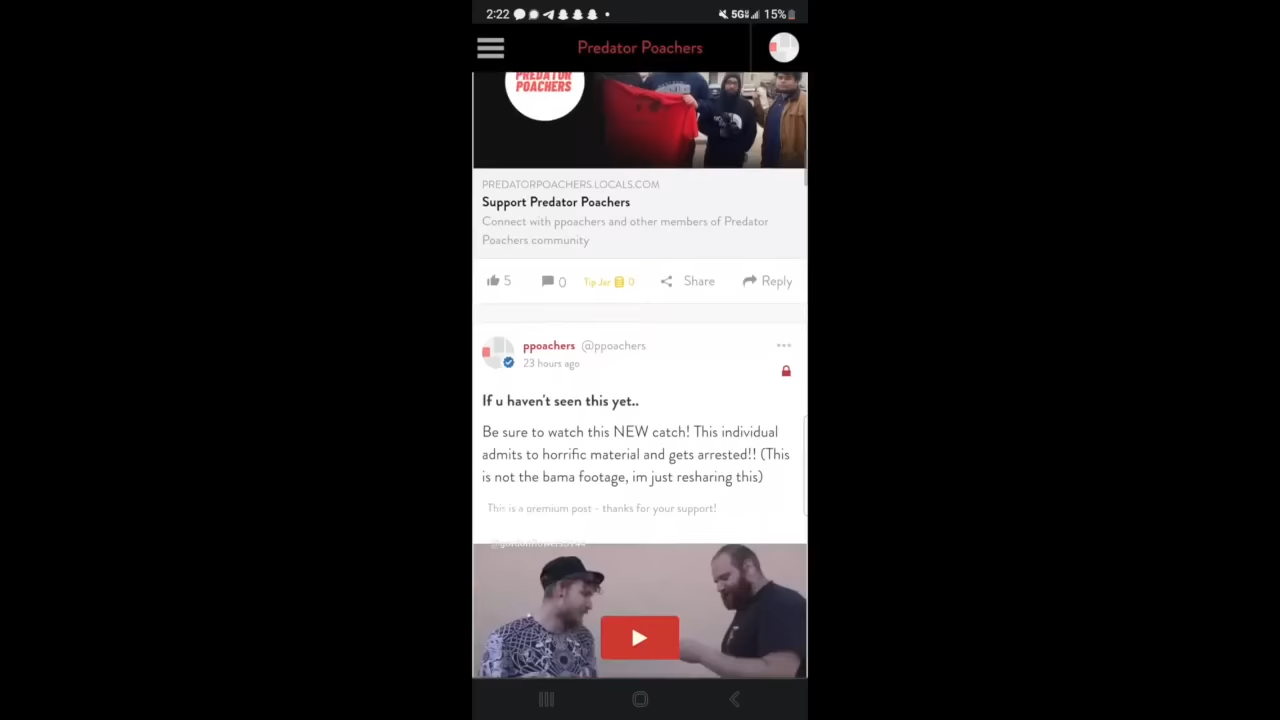 2:22
5G
15%
Predator Poachers
PREDATOR
POACHERS
PREDATORPOACHERS.LOCALS.COM
Support Predator Poachers
Connect with ppoachers and other members of Predator
Poachers community
5
0
Tip Jar 0
Share
Reply
ppoachers @ppoachers
23 hours ago
If u haven't seen this yet..
Be sure to watch this NEW catch! This individual
admits to horrific material and gets arrested!! (This
is not the bama footage, im just resharing this)
This is a premium post - thanks for your support!